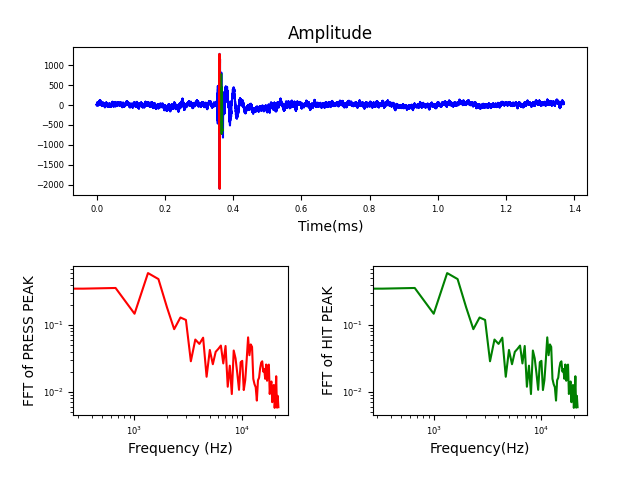 Amplitude
1000
500
0
−500
−1000
−1500
−2000
0.0 0.2 0.4 0.6 0.8 1.0 1.2 1.4
Time(ms)
FFT of PRESS PEAK
10⁻¹
10⁻²
10³ 10⁴
Frequency (Hz)
FFT of HIT PEAK
10⁻¹
10⁻²
10³ 10⁴
Frequency(Hz)